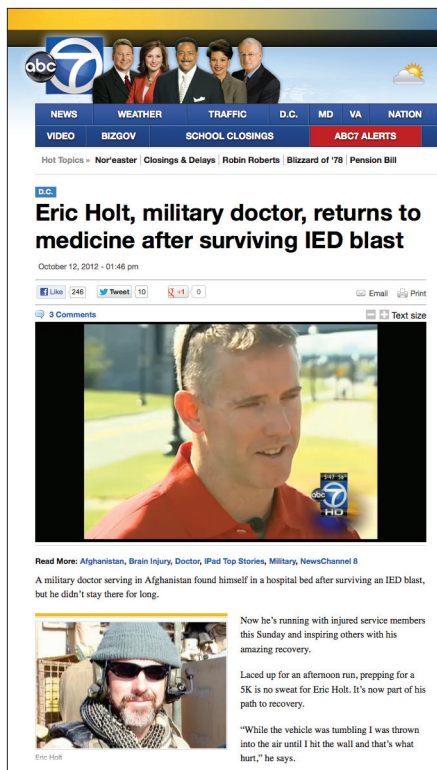 abc 7
NEWS WEATHER TRAFFIC D.C. MD VA NATION
VIDEO BIZGOV SCHOOL CLOSINGS ABC7 ALERTS
Hot Topics » Nor'easter | Closings & Delays | Robin Roberts | Blizzard of '78 | Pension Bill
D.C.
Eric Holt, military doctor, returns to
medicine after surviving IED blast
October 12, 2012 - 01:46 pm
Like 246 Tweet 10 +1 0 Email Print
3 Comments Text size
3:47 54°
abc 7
HD
Read More: Afghanistan, Brain Injury, Doctor, IPad Top Stories, Military, NewsChannel 8
A military doctor serving in Afghanistan found himself in a hospital bed after surviving an IED blast,
but he didn't stay there for long.
Now he's running with injured service members
this Sunday and inspiring others with his
amazing recovery.
Laced up for an afternoon run, prepping for a
5K is no sweat for Eric Holt. It's now part of his
path to recovery.
“While the vehicle was tumbling I was thrown
into the air until I hit the wall and that's what
hurt,” he says.
Eric Holt